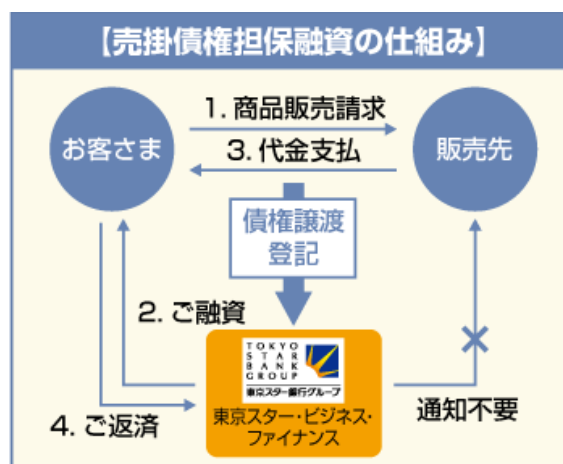 【売掛債権担保融資の仕組み】
お客さま
1. 商品販売請求
3. 代金支払
販売先
債権譲渡
登記
2. ご融資
TOKYO
STAR
BANK
GROUP
東京スター銀行グループ
東京スター・ビジネス・
ファイナンス
4. ご返済
通知不要